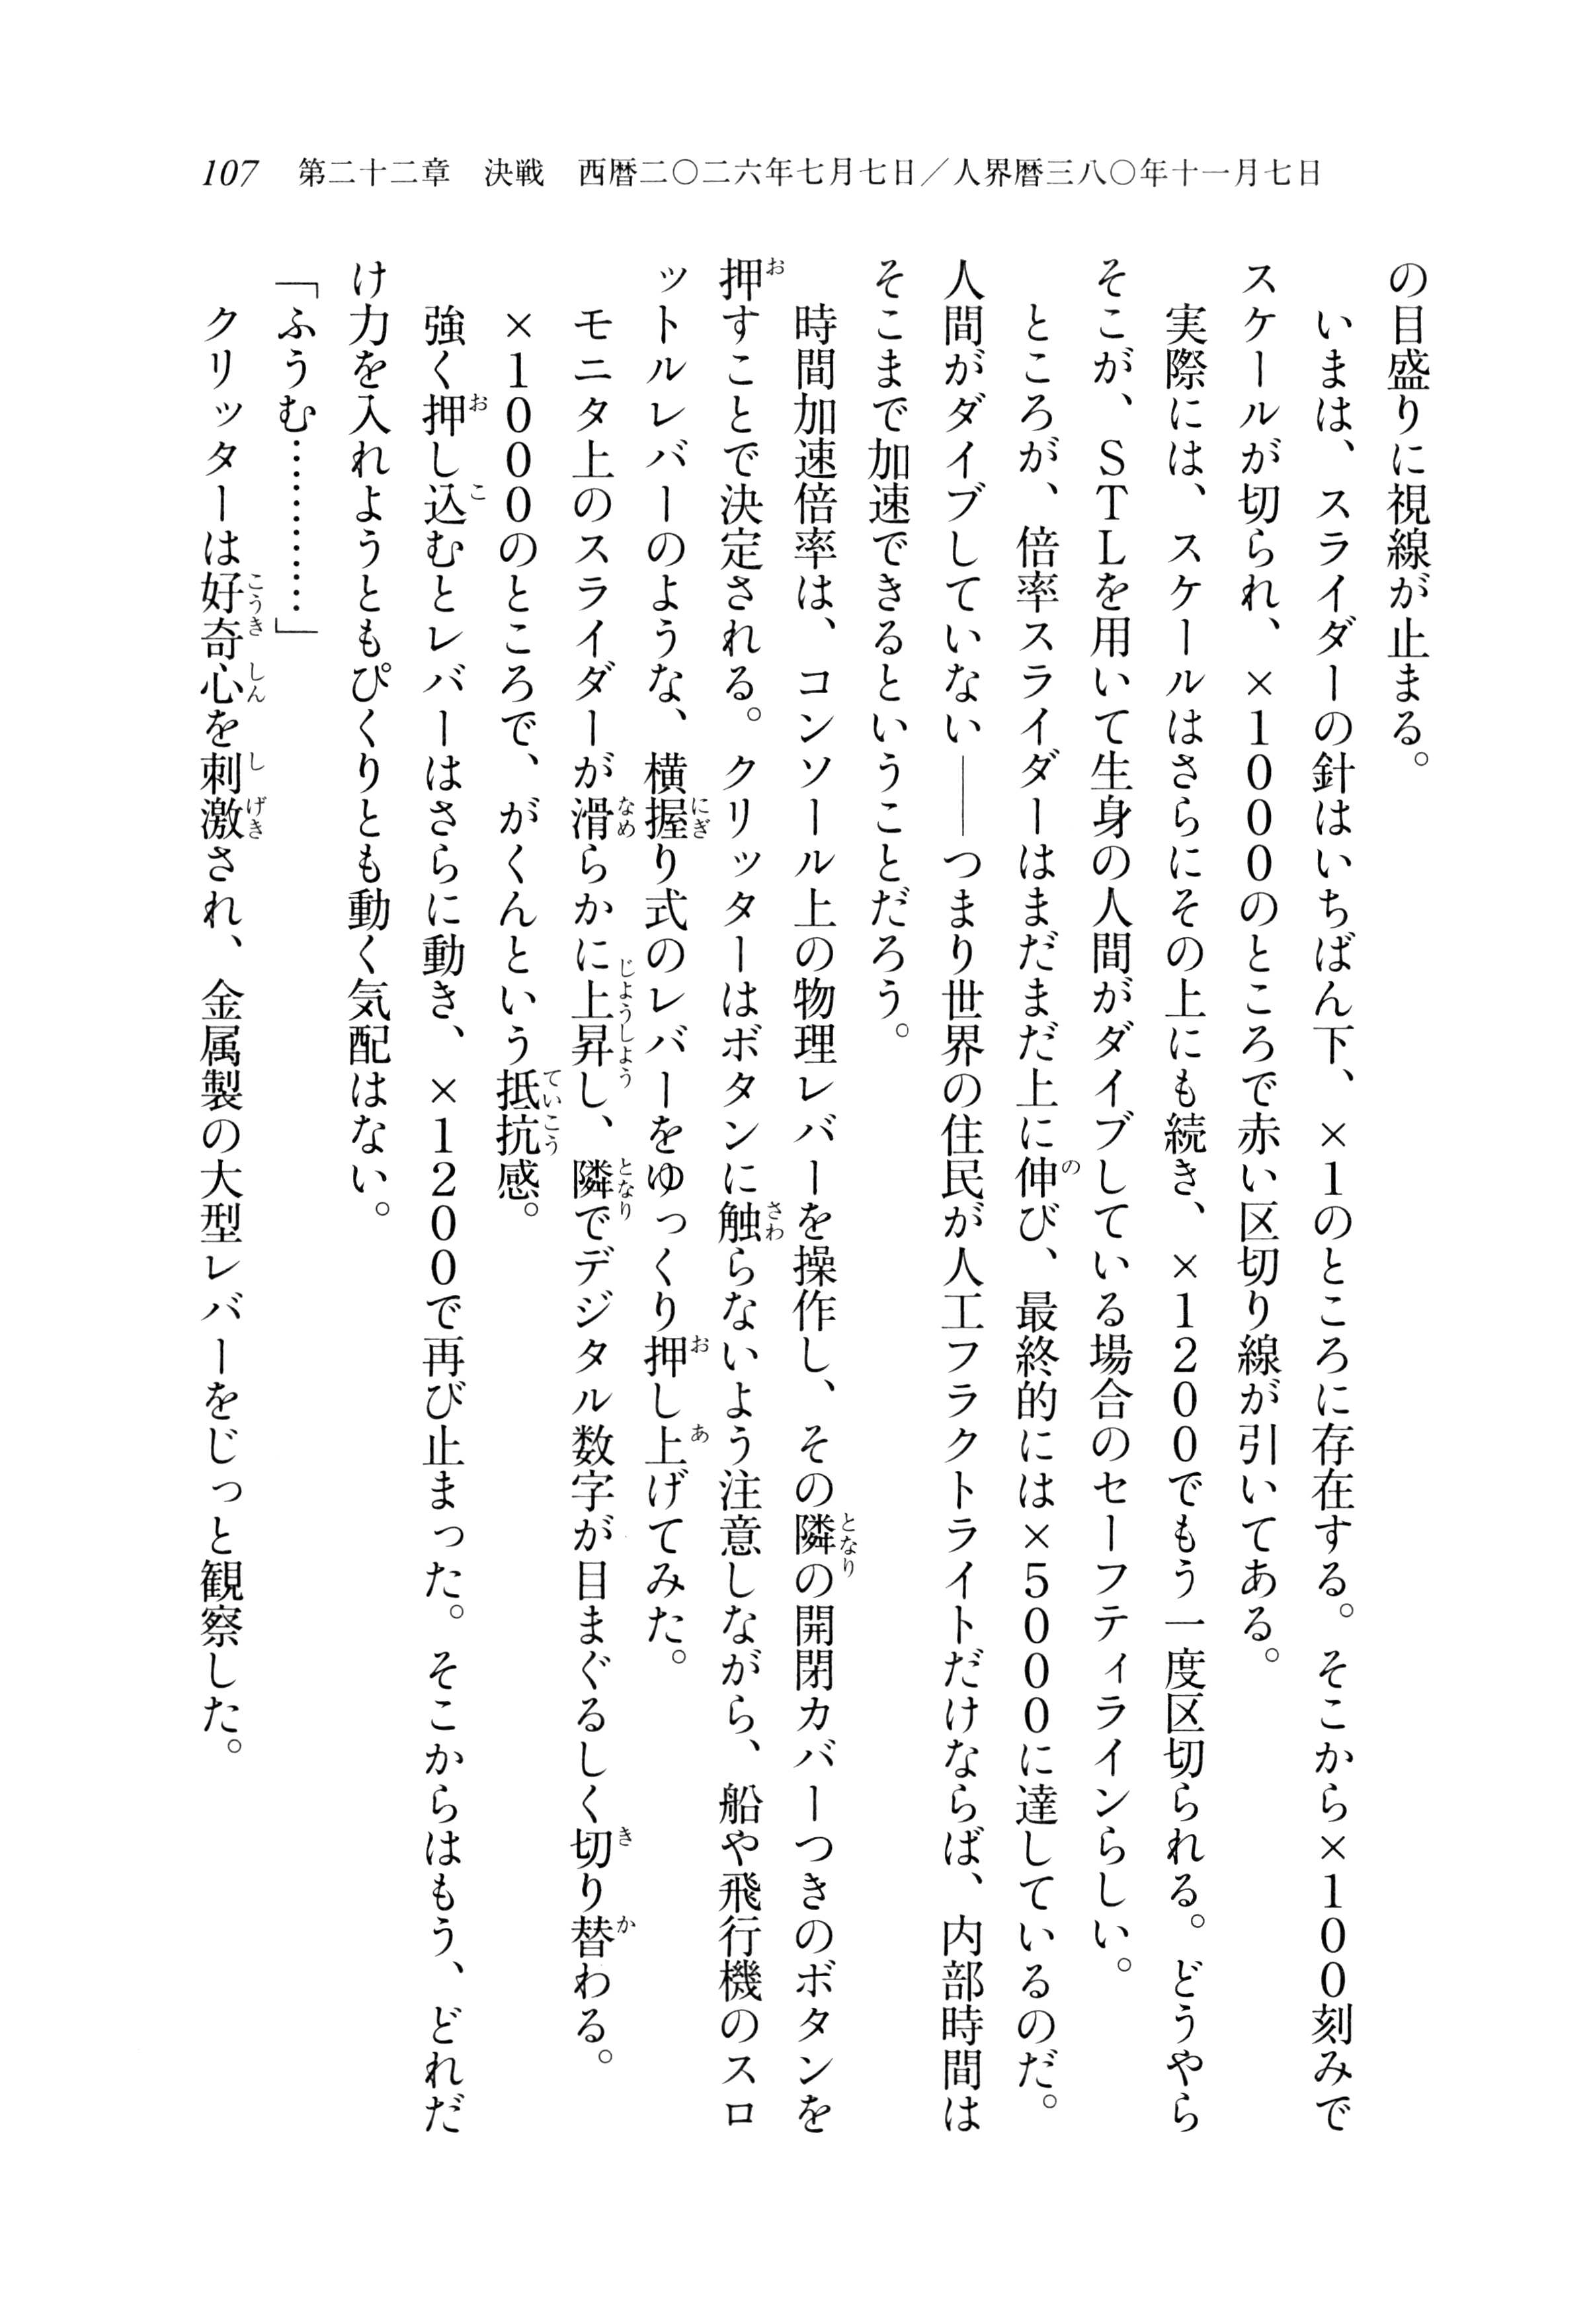 107 第二十二章 決戦 西暦二〇二六年七月七日／人界暦三八〇年十一月七日
の目盛りに視線が止まる。
いまは、スライダーの針はいちばん下、×1のところに存在する。そこから×100刻みで
スケールが切られ、×1000のところで赤い区切り線が引いてある。
実際には、スケールはさらにその上にも続き、×1200でもう一度区切られる。どうやら
そこが、STLを用いて生身の人間がダイブしている場合のセーフティラインらしい。
ところが、倍率スライダーはまだまだ上に伸び、最終的には×5000に達しているのだ。
人間がダイブしていない――つまり世界の住民が人工フラクトライトだけならば、内部時間は
そこまで加速できるということだろう。
時間加速倍率は、コンソール上の物理レバーを操作し、その隣の開閉カバーつきのボタンを
押すことで決定される。クリッターはボタンに触らないよう注意しながら、船や飛行機のスロ
ットルレバーのような、横握り式のレバーをゆっくり押し上げてみた。
モニタ上のスライダーが滑らかに上昇し、隣でデジタル数字が目まぐるしく切り替わる。
×1000のところで、がくんという抵抗感。
強く押し込むとレバーはさらに動き、×1200で再び止まった。そこからはもう、どれだ
け力を入れようともぴくりとも動く気配はない。
「ふうむ…………」
クリッターは好奇心を刺激され、金属製の大型レバーをじっと観察した。